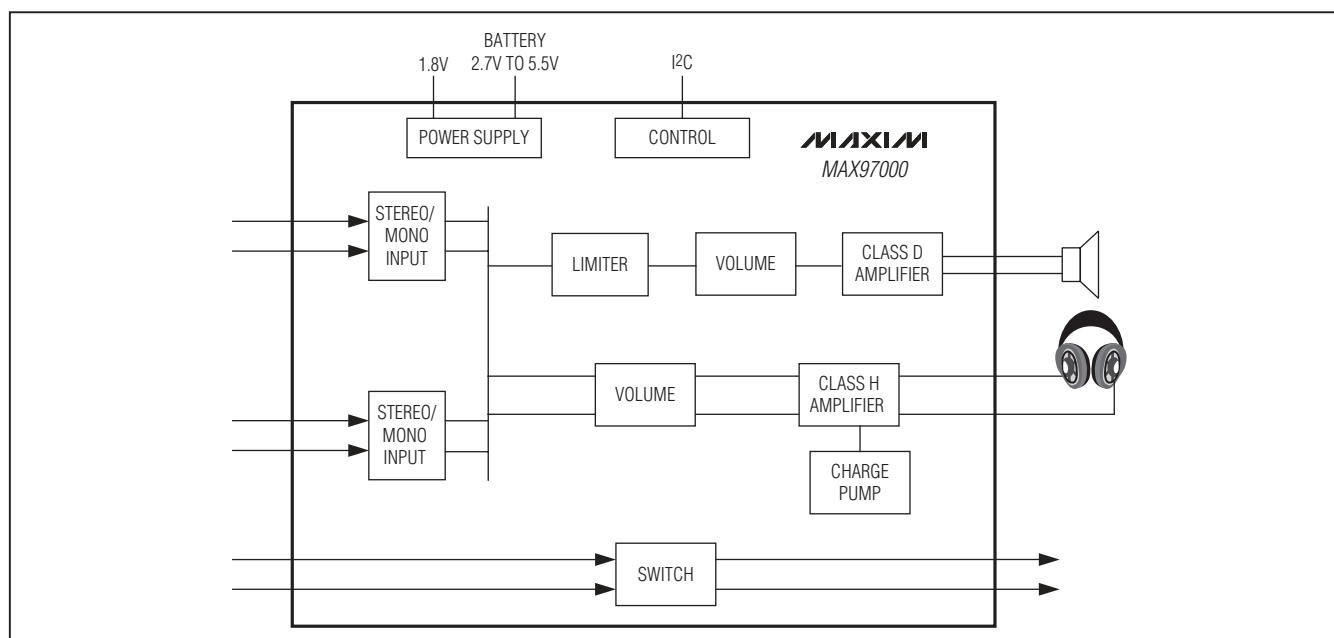 BATTERY
1.8V
2.7V TO 5.5V
I²C
POWER SUPPLY
CONTROL
MAXIM
MAX97000
STEREO/
MONO
INPUT
LIMITER
VOLUME
CLASS D
AMPLIFIER
STEREO/
MONO
INPUT
VOLUME
CLASS H
AMPLIFIER
CHARGE
PUMP
SWITCH